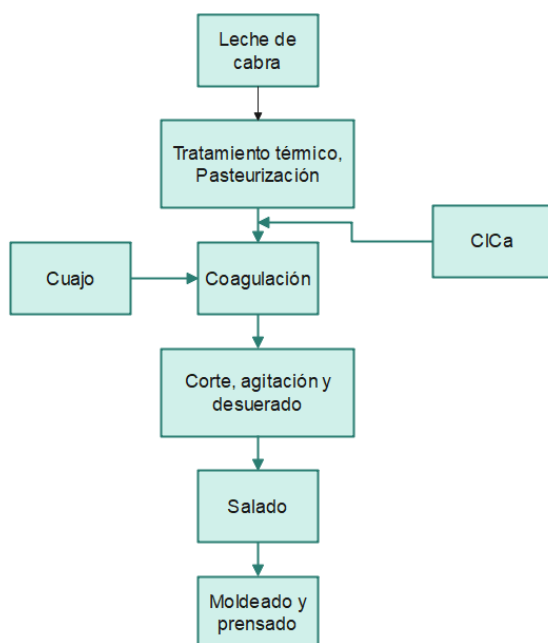 Leche de
cabra
Tratamiento térmico,
Pasteurización
ClCa
Cuajo
Coagulación
Corte, agitación y
desuerado
Salado
Moldeado y
prensado